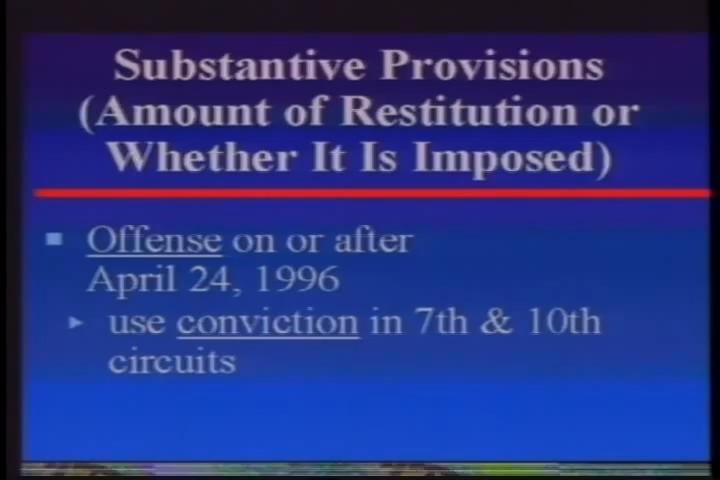 Substantive Provisions
(Amount of Restitution or
Whether It Is Imposed)
Offense on or after
April 24, 1996
use conviction in 7th & 10th
circuits